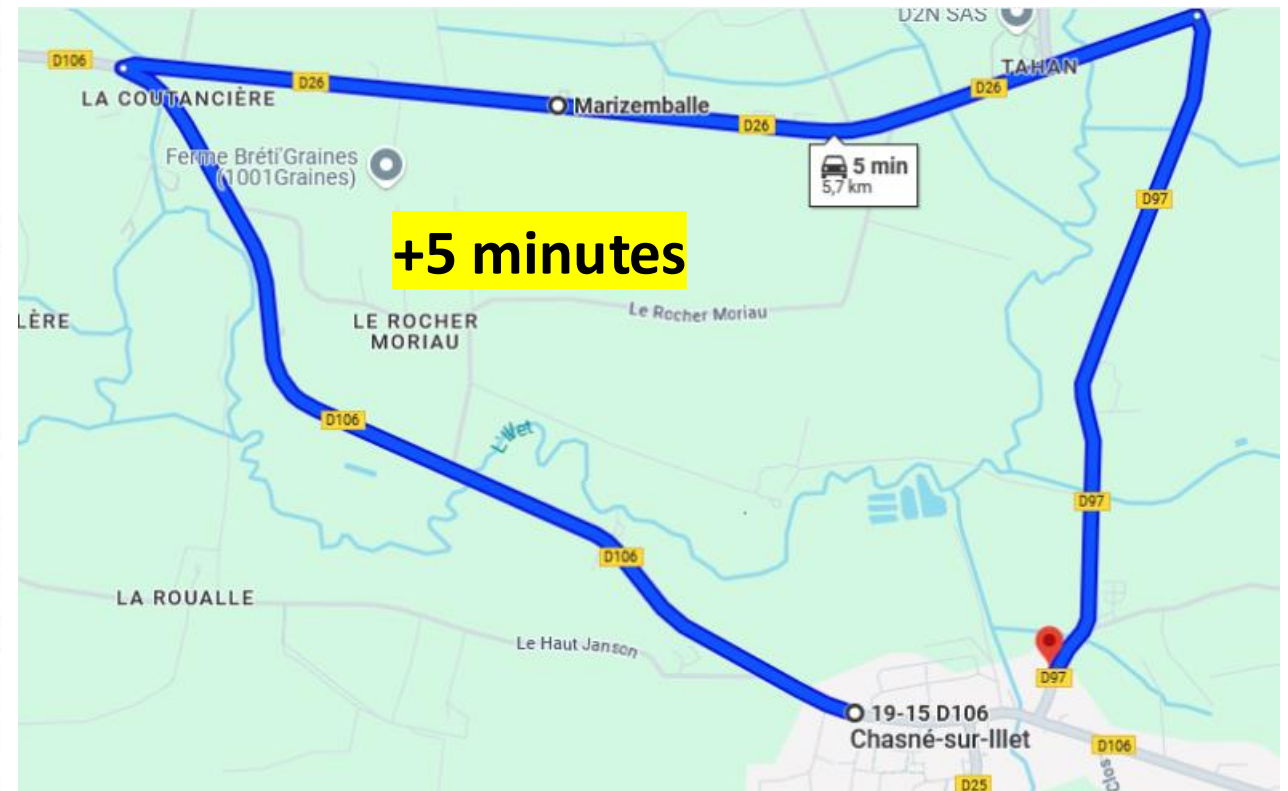 D2N SAS
D106
D26
TAHAN
LA COUTANCIÈRE
D26
Marizemballe
D26
Ferme Bréti'Graines
(1001Graines)
5 min
5,7 km
D97
+5 minutes
Le Rocher Moriau
LÈRE
LE ROCHER
MORIAU
D106
L'Illet
D97
D106
LA ROUALLE
Le Haut Janson
D97
19-15 D106
Chasné-sur-Illet
D106
Clos
D25